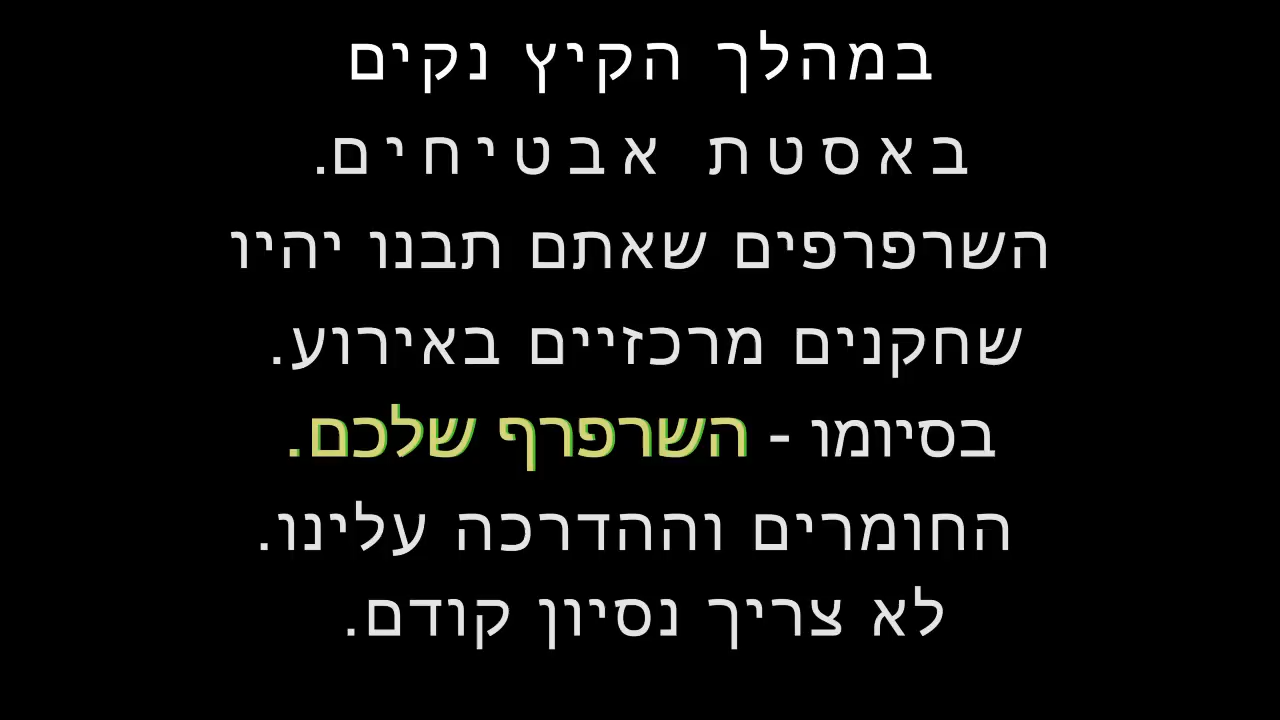 במהלך הקיץ נקים
באסטת אבטיחים.
השרפרפים שאתם תבנו יהיו
שחקנים מרכזיים באירוע.
בסיומו - השרפרף שלכם.
החומרים וההדרכה עלינו.
לא צריך נסיון קודם.